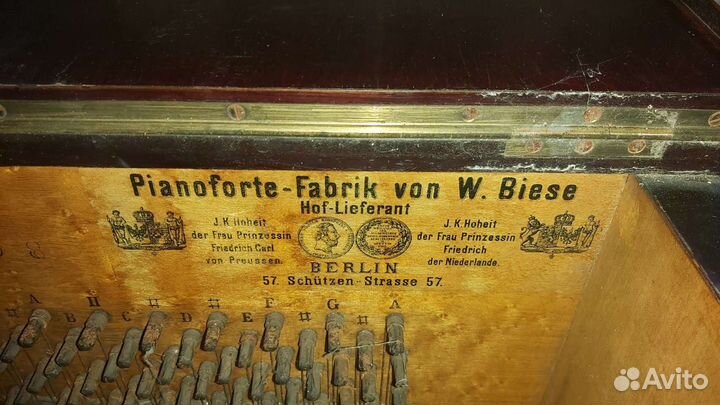 Pianoforte-Fabrik von W. Biese
Hof-Lieferant
J. K. Hoheit
der Frau Prinzessin
Friedrich Carl
von Preussen.
J. K. Hoheit
der Frau Prinzessin
Friedrich
der Niederlande.
BERLIN
57. Schützen-Strasse 57.
A H # # F G A
B C D E F # #
Avito